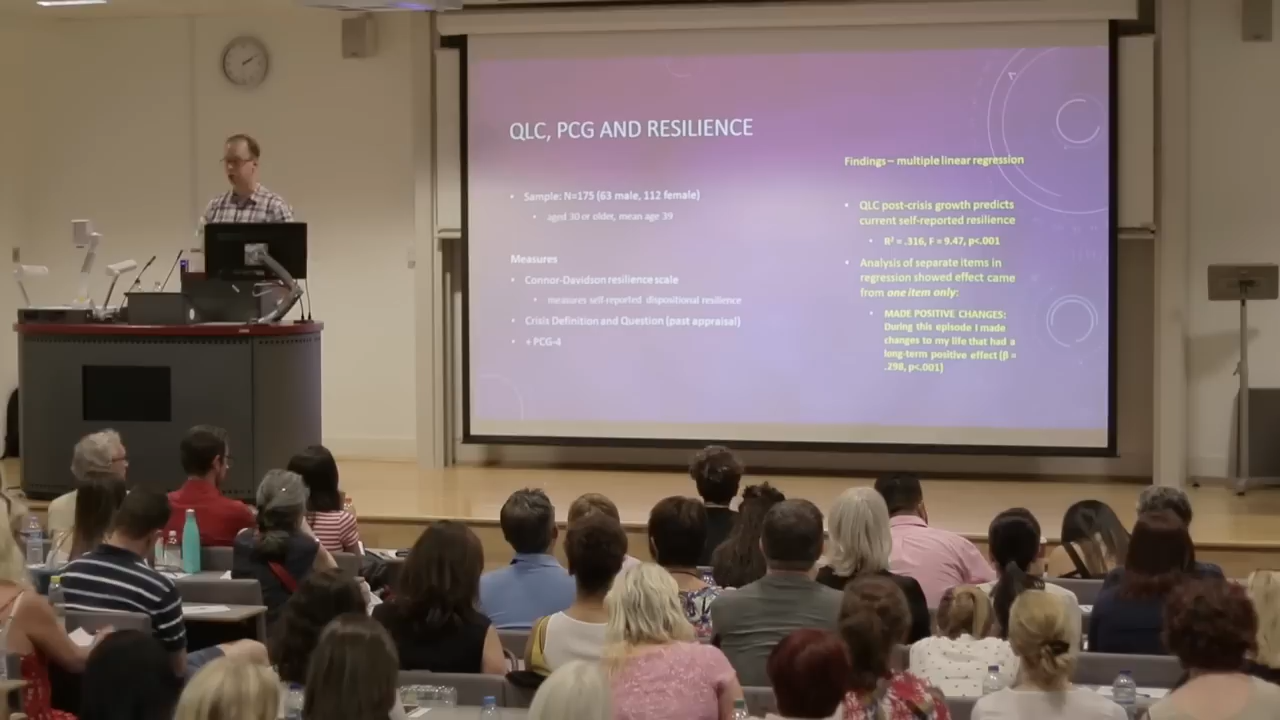 QLC, PCG AND RESILIENCE
Sample: N=175 (63 male, 112 female)
aged 30 or older, mean age 39
Measures
Connor-Davidson resilience scale
measures self-reported dispositional resilience
Crisis Definition and Question (past appraisal)
+ PCG-4
Findings – multiple linear regression
QLC post-crisis growth predicts
current self-reported resilience
R² = .316, F = 9.47, p<.001
Analysis of separate items in
regression showed effect came
from one item only:
MADE POSITIVE CHANGES:
During this episode I made
changes to my life that had a
long-term positive effect (β =
.298, p<.001)